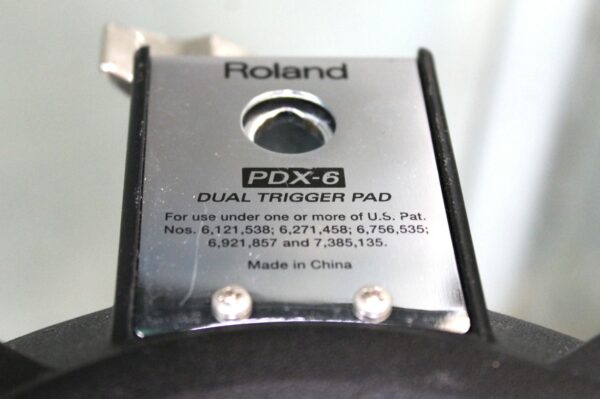 Roland
PDX-6
DUAL TRIGGER PAD
For use under one or more of U.S. Pat.
Nos. 6,121,538; 6,271,458; 6,756,535;
6,921,857 and 7,385,135.
Made in China